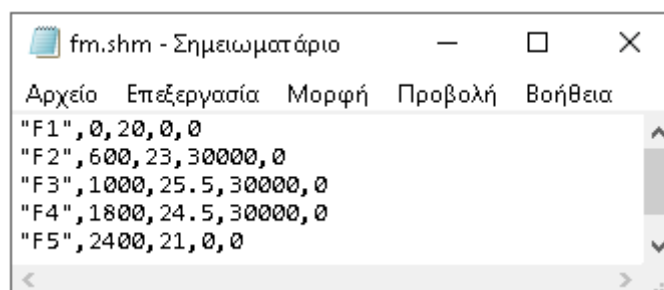 fm.shm - Σημειωματάριο
Αρχείο Επεξεργασία Μορφή Προβολή Βοήθεια
"F1",0,20,0,0
"F2",600,23,30000,0
"F3",1000,25.5,30000,0
"F4",1800,24.5,30000,0
"F5",2400,21,0,0